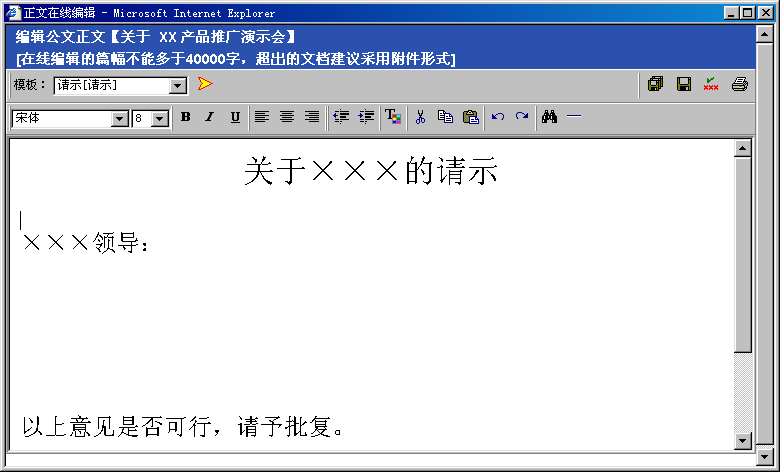 正文在线编辑 - Microsoft Internet Explorer
编辑公文正文【关于 XX产品推广演示会】
[在线编辑的篇幅不能多于40000字，超出的文档建议采用附件形式]
模板： 请示[请示]
宋体 8 B I U
关于×××的请示
×××领导：
以上意见是否可行，请予批复。